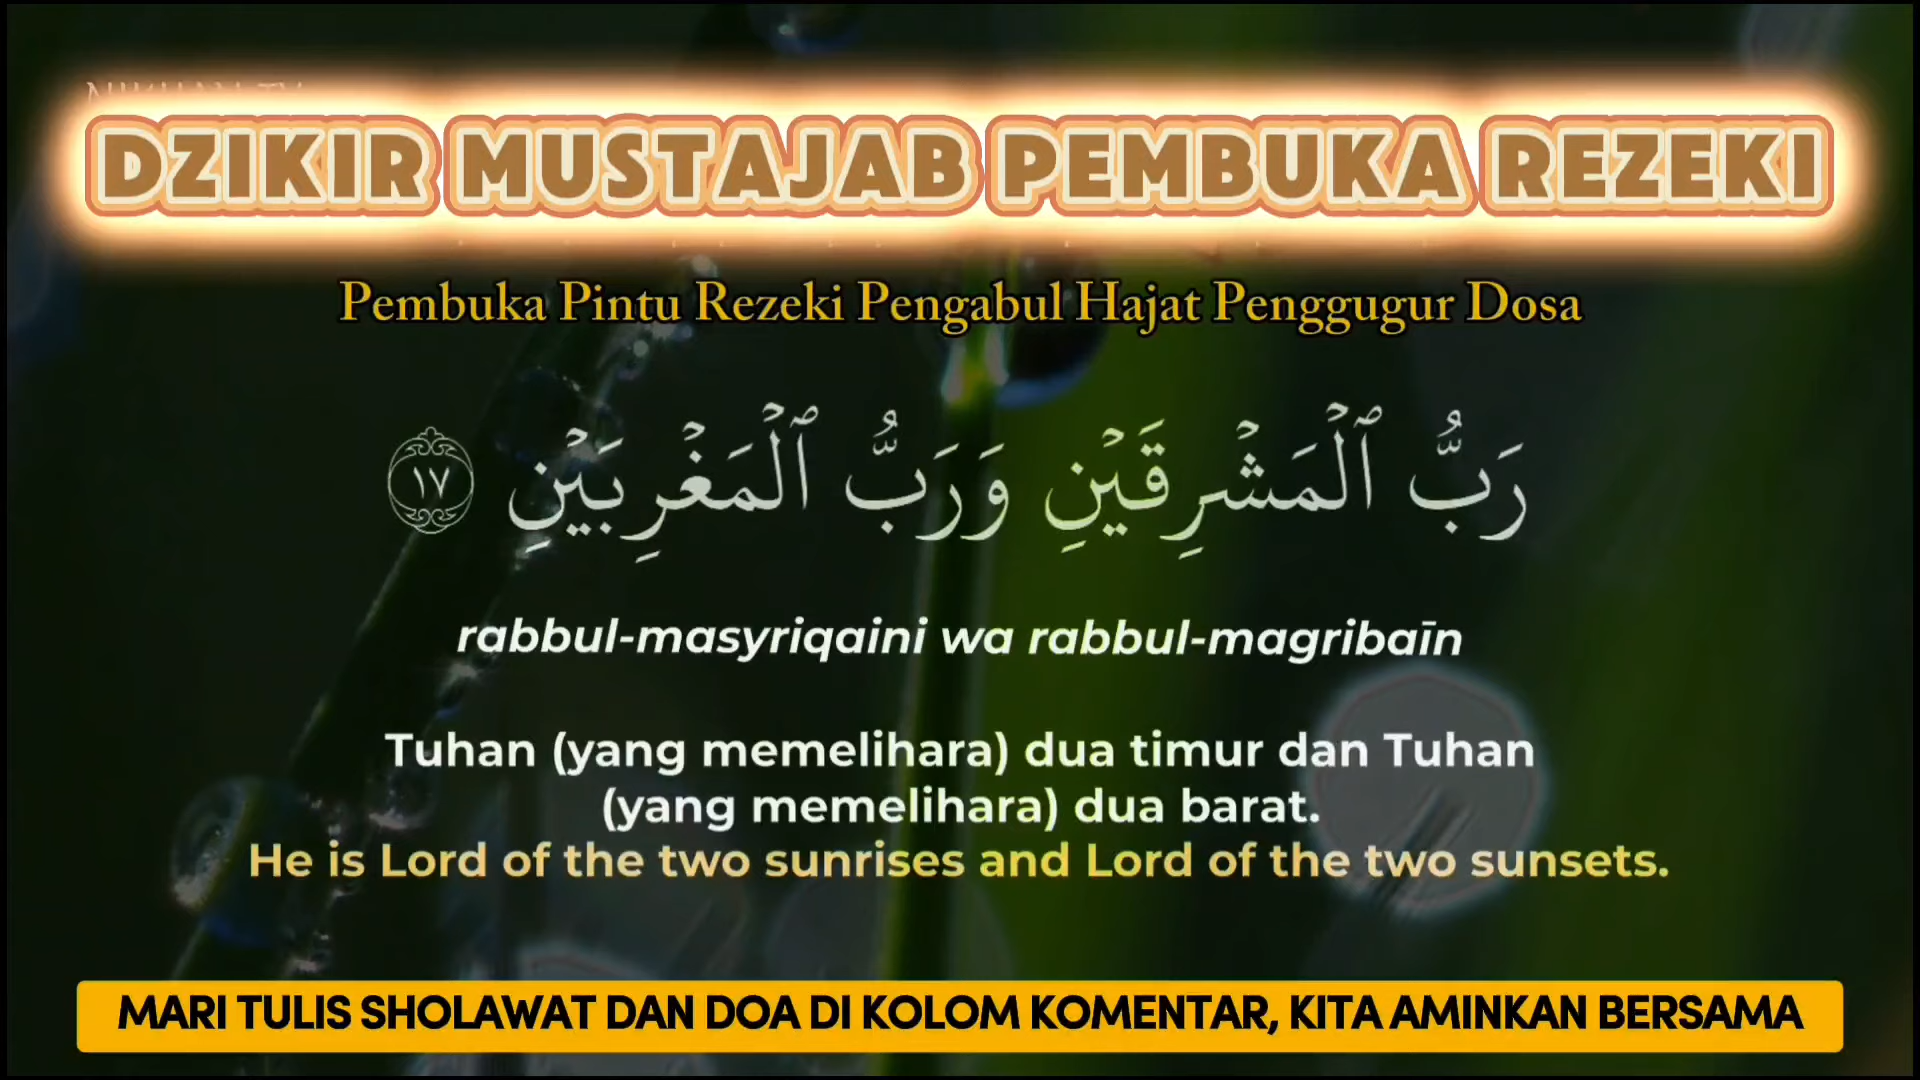 DZIKIR MUSTAJAB PEMBUKA REZEKI
Pembuka Pintu Rezeki Pengabul Hajat Penggugur Dosa
رَبُّ ٱلْمَشْرِقَيْنِ وَرَبُّ ٱلْمَغْرِبَيْنِ ١٧
rabbul-masyriqaini wa rabbul-magribaīn
Tuhan (yang memelihara) dua timur dan Tuhan
(yang memelihara) dua barat.
He is Lord of the two sunrises and Lord of the two sunsets.
MARI TULIS SHOLAWAT DAN DOA DI KOLOM KOMENTAR, KITA AMINKAN BERSAMA